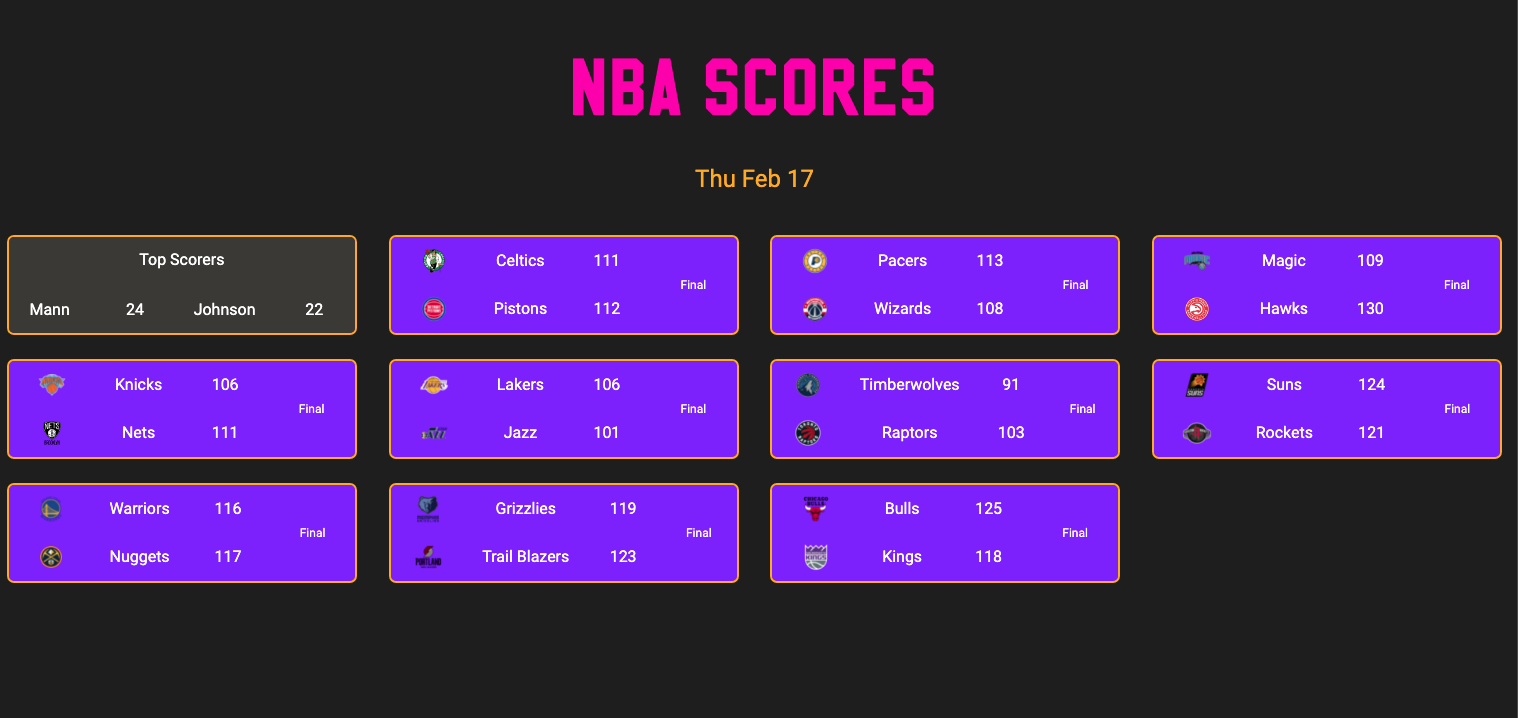 NBA SCORES
Thu Feb 17
Top Scorers
Mann 24 Johnson 22
Celtics 111
Final
Pistons 112
Pacers 113
Final
Wizards 108
Magic 109
Final
Hawks 130
Knicks 106
Final
Nets 111
Lakers 106
Final
Jazz 101
Timberwolves 91
Final
Raptors 103
Suns 124
Final
Rockets 121
Warriors 116
Final
Nuggets 117
Grizzlies 119
Final
Trail Blazers 123
Bulls 125
Final
Kings 118